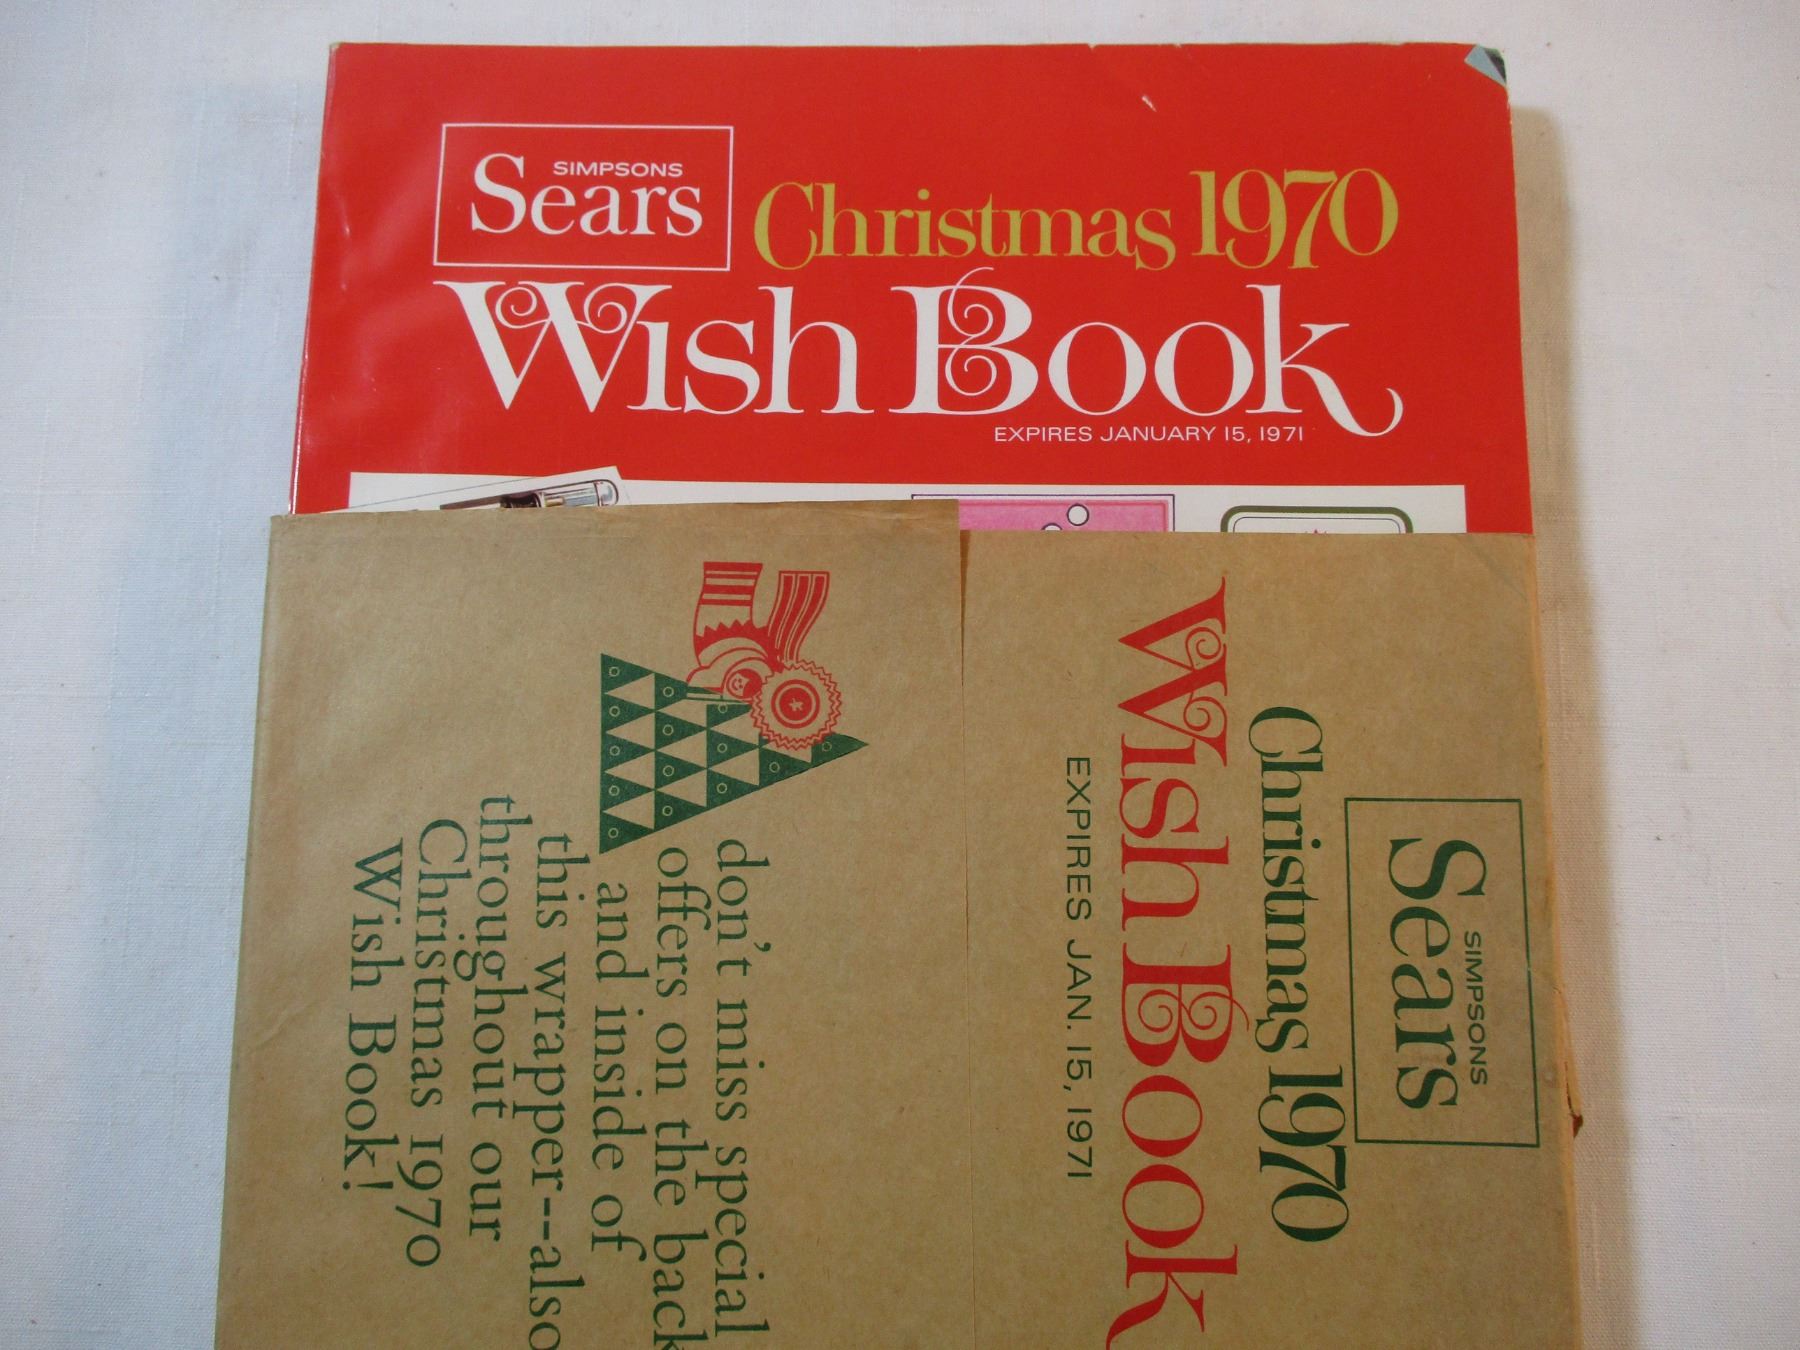 SIMPSONS
Sears
Christmas 1970
Wish Book
EXPIRES JANUARY 15, 1971
SIMPSONS
Sears
Christmas 1970
Wish Book
EXPIRES JAN. 15, 1971
don't miss special
offers on the back
and inside of
this wrapper--also
throughout our
Christmas 1970
Wish Book!